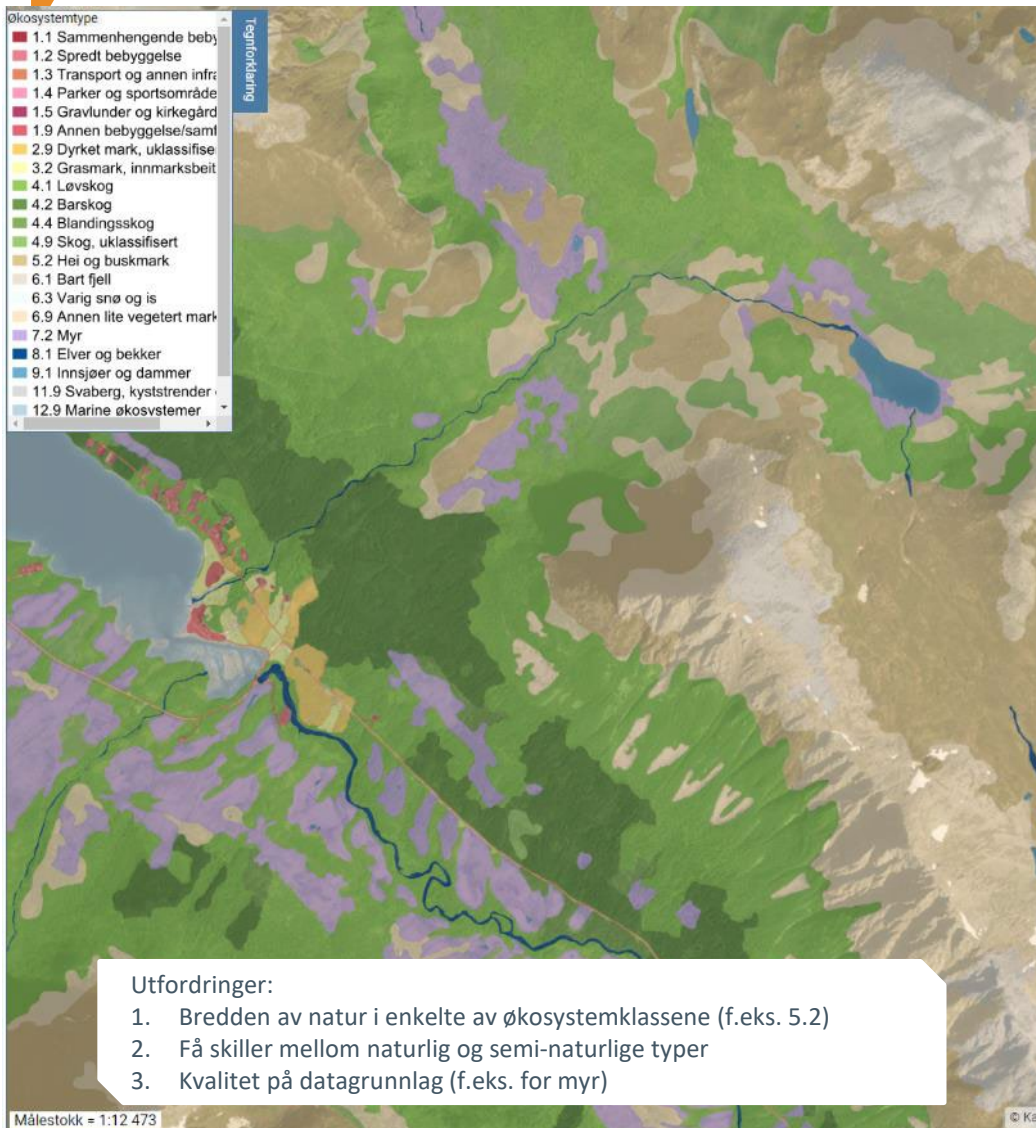 Økosystemtype
1.1 Sammenhengende beby
1.2 Spredt bebyggelse
1.3 Transport og annen infra
1.4 Parker og sportsområde
1.5 Gravlunder og kirkegård
1.9 Annen bebyggelse/samf
2.9 Dyrket mark, uklassifise
3.2 Grasmark, innmarksbeit
4.1 Løvskog
4.2 Barskog
4.4 Blandingsskog
4.9 Skog, uklassifisert
5.2 Hei og buskmark
6.1 Bart fjell
6.3 Varig snø og is
6.9 Annen lite vegetert mark
7.2 Myr
8.1 Elver og bekker
9.1 Innsjøer og dammer
11.9 Svaberg, kyststrender
12.9 Marine økosystemer
Tegnforklaring
Utfordringer:
1. Bredden av natur i enkelte av økosystemklassene (f.eks. 5.2)
2. Få skiller mellom naturlig og semi-naturlige typer
3. Kvalitet på datagrunnlag (f.eks. for myr)
Målestokk = 1:12 473
© Ka